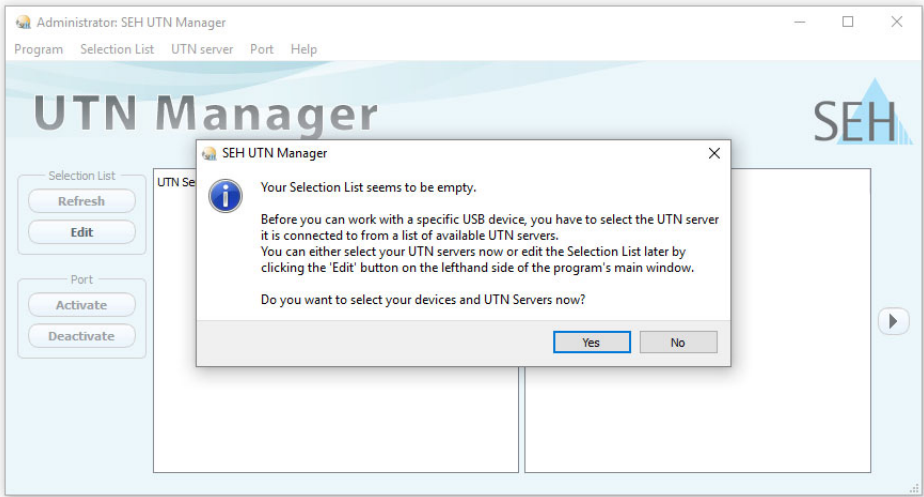 Administrator: SEH UTN Manager
Program Selection List UTN server Port Help
UTN Manager
SEH
SEH UTN Manager
Selection List
Refresh
Edit
Port
Activate
Deactivate
Your Selection List seems to be empty.
Before you can work with a specific USB device, you have to select the UTN server
it is connected to from a list of available UTN servers.
You can either select your UTN servers now or edit the Selection List later by
clicking the 'Edit' button on the lefthand side of the program's main window.
Do you want to select your devices and UTN Servers now?
Yes No